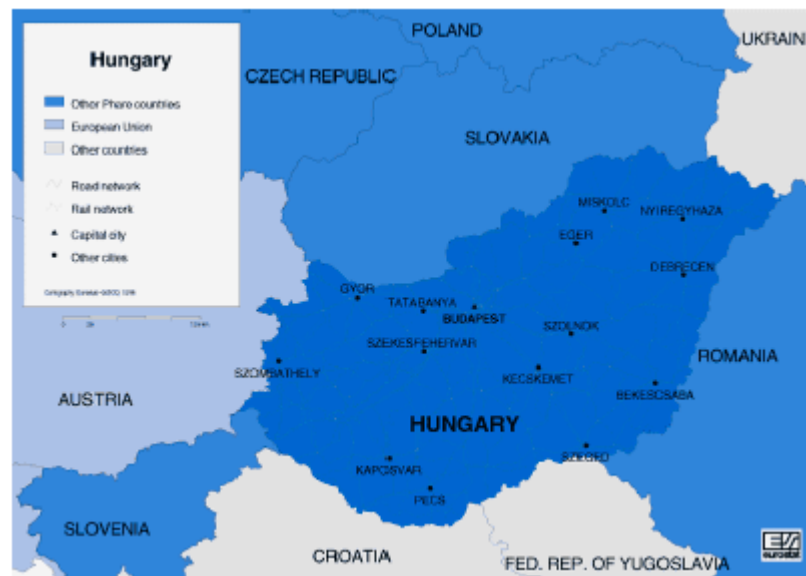 Hungary
Other Phare countries
European Union
Other countries
Road network
Rail network
Capital city
Other cities
POLAND
UKRAIN
CZECH REPUBLIC
SLOVAKIA
MISKOLC
NYIREGYHAZA
EGER
DEBRECEN
GYOR
TATABANYA
BUDAPEST
SZOLNOK
SZEKESFEHERVAR
ROMANIA
SZOMBATHELY
KECSKEMET
BEKESCSABA
AUSTRIA
HUNGARY
SZEGED
KAPOSVAR
PECS
SLOVENIA
CROATIA
FED. REP. OF YUGOSLAVIA
eurostat